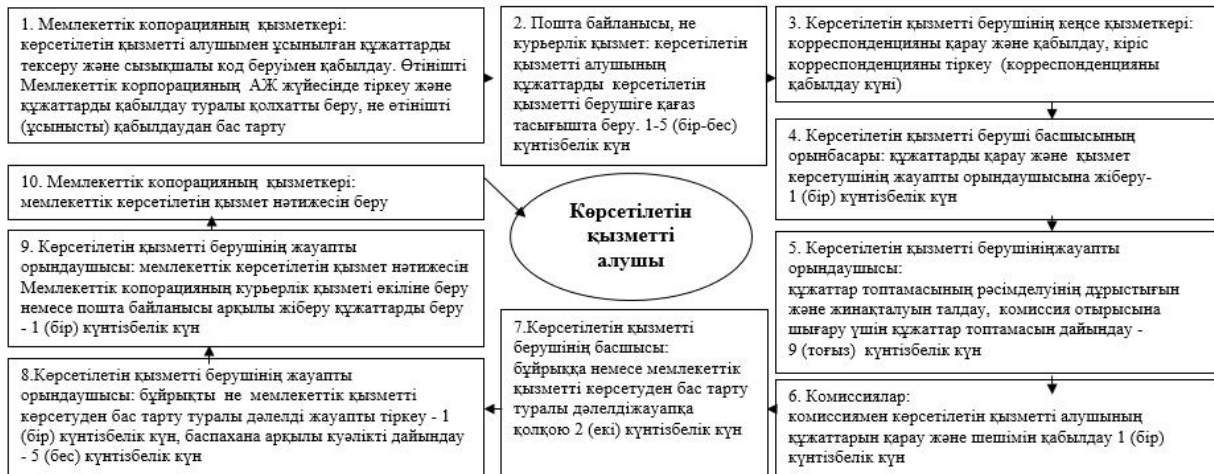 1. Мемлекеттік копорацияның қызметкері:
көрсетілетін қызметті алушымен ұсынылған құжаттарды
тексеру және сызықшалы код беруімен қабылдау. Өтінішті
Мемлекеттік корпорацияның АЖ жүйесінде тіркеу және
құжаттарды қабылдау туралы қолхатты беру, не өтінішті
(ұсынысты) қабылдаудан бас тарту
2. Пошта байланысы, не
курьерлік қызмет: көрсетілетін
қызметті алушының
құжаттарды көрсетілетін
қызметті берушіге қағаз
тасығышта беру. 1-5 (бір-бес)
күнтізбелік күн
3. Көрсетілетін қызметті берушінің кеңсе қызметкері:
корреспонденцияны қарау және қабылдау, кіріс
корреспонденцияны тіркеу (корреспонденцияны
қабылдау күні)
4. Көрсетілетін қызметті беруші басшысының
орынбасары: құжаттарды қарау және қызмет
көрсетушінің жауапты орындаушысына жіберу-
1 (бір) күнтізбелік күн
5. Көрсетілетін қызметті берушініңжауапты
орындаушысы:
құжаттар топтамасының рәсімделуінің дұрыстығын
және жинақталуын талдау, комиссия отырысына
шығару үшін құжаттар топтамасын дайындау -
9 (тоғыз) күнтізбелік күн
6. Комиссиялар:
комиссиямен көрсетілетін қызметті алушының
құжаттарын қарау және шешімін қабылдау 1 (бір)
күнтізбелік күн
7.Көрсетілетін қызметті
берушінің басшысы:
бұйрыққа немесе мемлекеттік
қызметті көрсетуден бас тарту
туралы дәлелдіжауапқа
қолқою 2 (екі) күнтізбелік күн
8.Көрсетілетін қызметті берушінің жауапты
орындаушысы: бұйрықты не мемлекеттік қызметті
көрсетуден бас тарту туралы дәлелді жауапты тіркеу - 1
(бір) күнтізбелік күн, баспахана арқылы куәлікті дайындау
- 5 (бес) күнтізбелік күн
9. Көрсетілетін қызметті берушінің жауапты
орындаушысы: мемлекеттік көрсетілетін қызмет нәтижесін
Мемлекеттік копорацияның курьерлік қызметі өкіліне беру
немесе пошта байланысы арқылы жіберу құжаттарды беру
- 1 (бір) күнтізбелік күн
10. Мемлекеттік копорацияның қызметкері:
мемлекеттік көрсетілетін қызмет нәтижесін беру
Көрсетілетін
қызметті
алушы